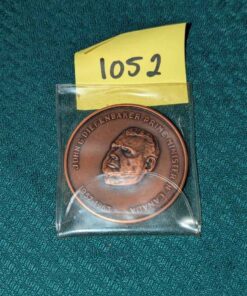 1052
JOHN G. DIEFENBAKER PRIME MINISTER OF CANADA